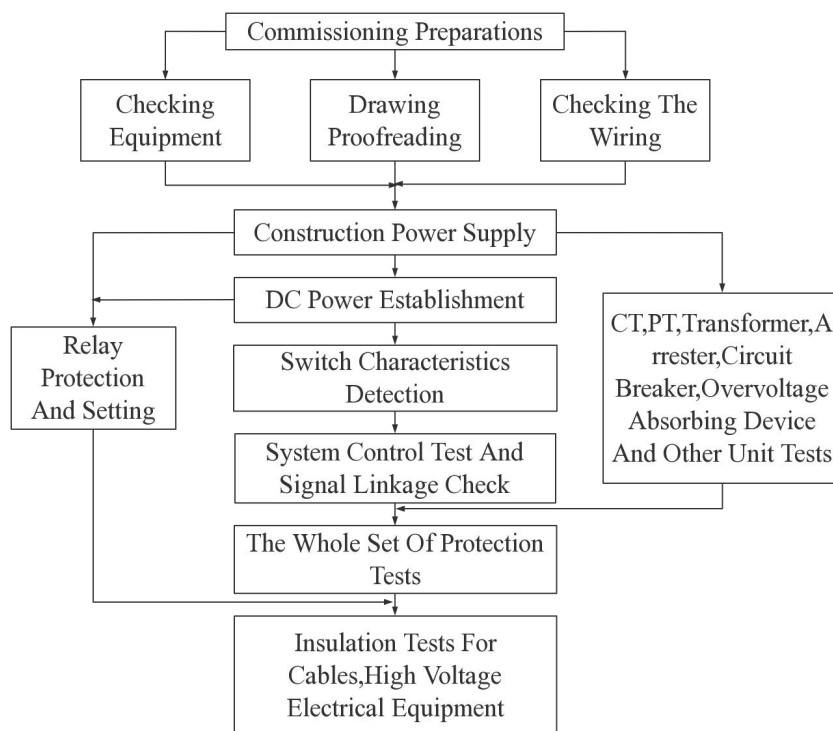 Commissioning Preparations
Checking
Equipment
Drawing
Proofreading
Checking The
Wiring
Construction Power Supply
DC Power Establishment
Relay
Protection
And Setting
Switch Characteristics
Detection
CT,PT,Transformer,A
rrester,Circuit
Breaker,Overvoltage
Absorbing Device
And Other Unit Tests
System Control Test And
Signal Linkage Check
The Whole Set Of Protection
Tests
Insulation Tests For
Cables,High Voltage
Electrical Equipment